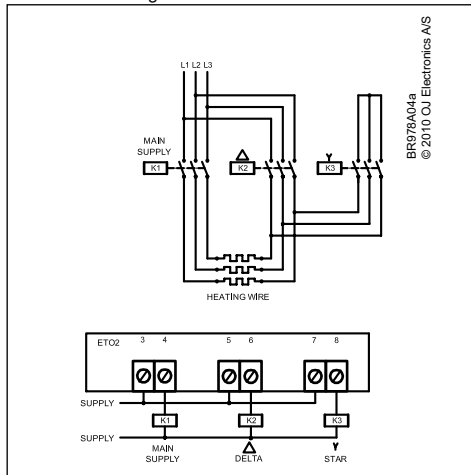 L1 L2 L3
MAIN
SUPPLY
K1
K2
K3
BR978A04a
© 2010 OJ Electronics A/S
HEATING WIRE
ETO2 3 4 5 6 7 8
SUPPLY
K1 K2 K3
SUPPLY
MAIN
SUPPLY
DELTA
STAR